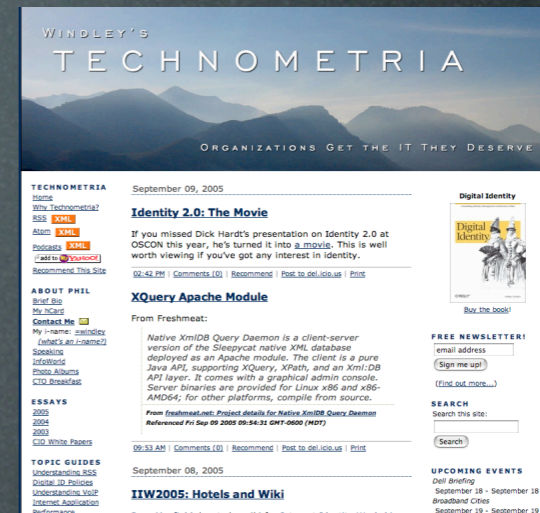 WINDLEY'S
TECHNOMETRIA
ORGANIZATIONS GET THE IT THEY DESERVE
TECHNOMETRIA
Home
Why Technometria?
RSS XML
Atom XML
Podcasts XML
add to MY YAHOO!
Recommend This Site
ABOUT PHIL
Brief Bio
My hCard
Contact Me
My i-name: =windley
(what's an i-name?)
Speaking
InfoWorld
Photo Albums
CTO Breakfast
ESSAYS
2005
2004
2003
CIO White Papers
TOPIC GUIDES
Understanding RSS
Digital ID Policies
Understanding VoIP
Internet Application
Performance
September 09, 2005
Identity 2.0: The Movie
If you missed Dick Hardt's presentation on Identity 2.0 at
OSCON this year, he's turned it into a movie. This is well
worth viewing if you've got any interest in identity.
02:42 PM | Comments (0) | Recommend | Post to del.icio.us | Print
XQuery Apache Module
From Freshmeat:
Native XmlDB Query Daemon is a client-server
version of the Sleepycat native XML database
deployed as an Apache module. The client is a pure
Java API, supporting XQuery, XPath, and an Xml:DB
API layer. It comes with a graphical admin console.
Server binaries are provided for Linux x86 and x86-
AMD64; for other platforms, compile from source.
From freshmeat.net: Project details for Native XmlDB Query Daemon
Referenced Fri Sep 09 2005 09:54:31 GMT-0600 (MDT)
09:53 AM | Comments (0) | Recommend | Post to del.icio.us | Print
September 08, 2005
IIW2005: Hotels and Wiki
Digital Identity
Digital
Identity
O'REILLY
Buy the book!
FREE NEWSLETTER!
email address
Sign me up!
(Find out more...)
SEARCH
Search this site:
Search
UPCOMING EVENTS
Dell Briefing
September 18 - September 18
Broadband Cities
September 19 - September 19